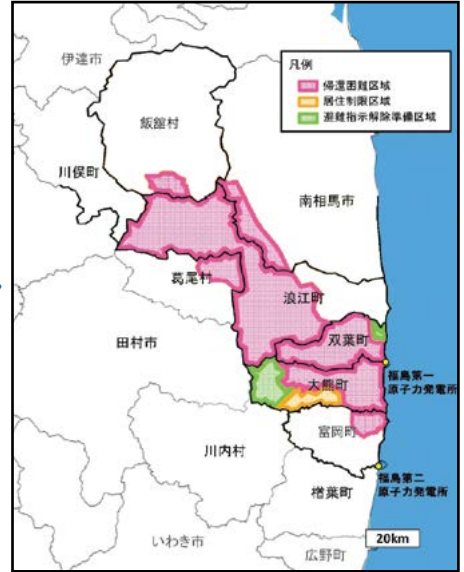 伊達市
凡例
帰還困難区域
居住制限区域
避難指示解除準備区域
飯舘村
川俣町
南相馬市
葛尾村
浪江町
田村市
双葉町
福島第一
原子力発電所
大熊町
富岡町
川内村
福島第二
原子力発電所
楢葉町
いわき市
広野町
20km